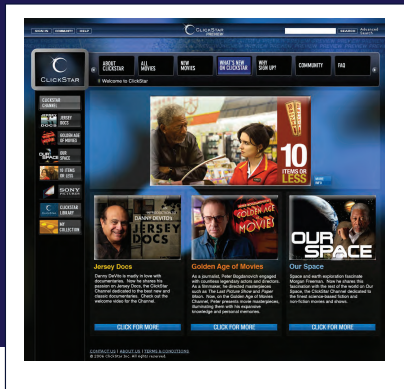 SIGN IN COMMUNITY HELP
CLICKSTAR
PREVIEW
SEARCH
Advanced
Search
CLICKSTAR
ABOUT
CLICKSTAR
ALL
MOVIES
NEW
MOVIES
WHAT'S NEW
ON CLICKSTAR
WHY
SIGN UP?
COMMUNITY
FAQ
Welcome to ClickStar
CLICKSTAR
CHANNEL
JERSEY
DOCS
GOLDEN AGE
OF MOVIES
OUR
SPACE
10 ITEMS
OR LESS
SONY
PICTURES
CLICKSTAR
LIBRARY
MY
COLLECTION
10
ITEMS OR
LESS
MORE
INFO
DANNY DEVITO'S
JERSEY
DOCS
GOLDEN AGE
OF
MOVIES
OUR
SPACE
Jersey Docs
Danny DeVito is madly in love with
documentaries. Now he shares his
passion on Jersey Docs, the ClickStar
Channel dedicated to the best new and
classic documentaries. Check out the
welcome video for the Channel.
CLICK FOR MORE
Golden Age of Movies
As a journalist, Peter Bogdanovich engaged
with countless legendary actors and directors.
As a filmmaker, he directed masterpieces
such as The Last Picture Show and Paper
Moon. Now, on the Golden Age of Movies
Channel, Peter presents movie masterpieces,
illuminating them with his expansive
knowledge and personal memories.
CLICK FOR MORE
Our Space
Space and earth exploration fascinate
Morgan Freeman. Now he shares this
fascination with the rest of the world on Our
Space, the ClickStar Channel dedicated to
the finest science-based fiction and
non-fiction movies and shows.
CLICK FOR MORE
CONTACT US | ABOUT US | TERMS & CONDITIONS
© 2006 ClickStar Inc. All rights reserved.